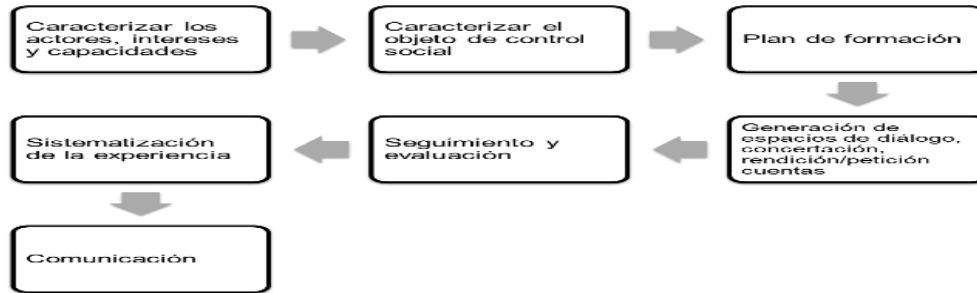 Caracterizar los
actores, intereses
y capacidades
Caracterizar el
objeto de control
social
Plan de formación
Generación de
espacios de diálogo,
concertación,
rendición/petición
cuentas
Seguimiento y
evaluación
Sistematización
de la experiencia
Comunicación